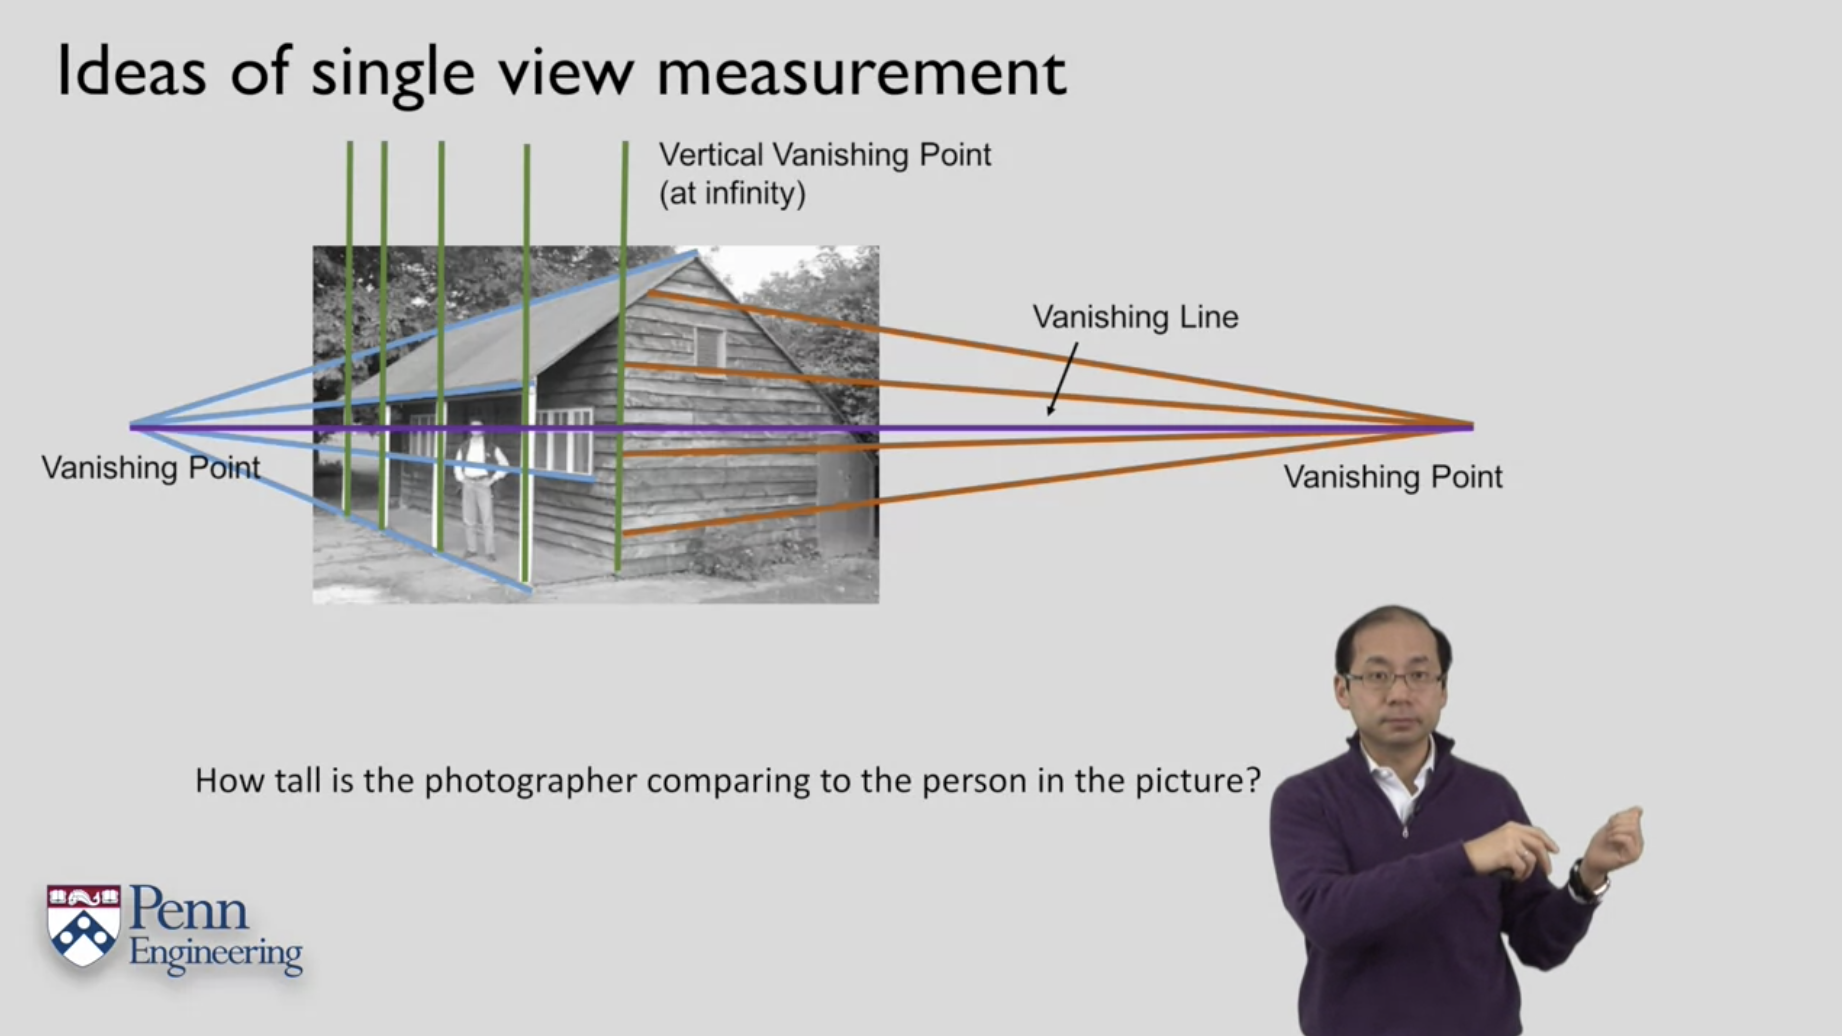 Ideas of single view measurement
Vertical Vanishing Point
(at infinity)
Vanishing Line
Vanishing Point
Vanishing Point
How tall is the photographer comparing to the person in the picture?
Penn
Engineering